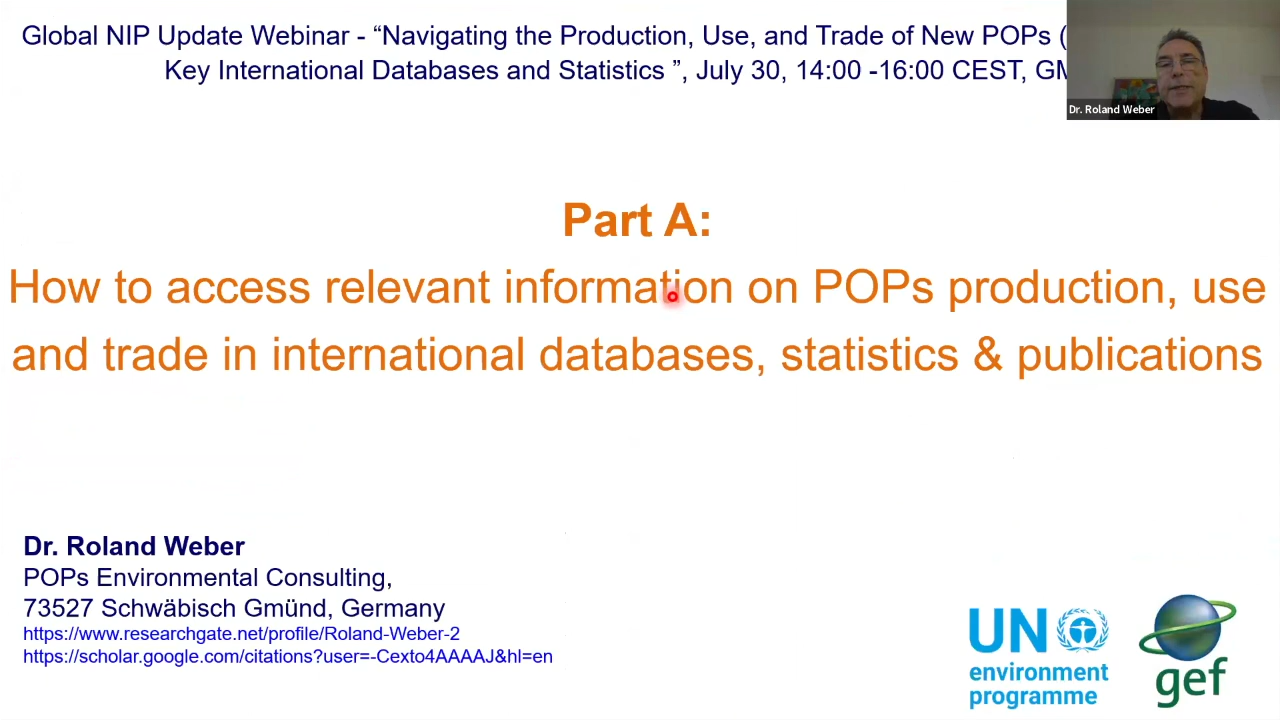 Global NIP Update Webinar - “Navigating the Production, Use, and Trade of New POPs (
Key International Databases and Statistics ”, July 30, 14:00 -16:00 CEST, GM
Dr. Roland Weber
Part A:
How to access relevant information on POPs production, use
and trade in international databases, statistics & publications
Dr. Roland Weber
POPs Environmental Consulting,
73527 Schwäbisch Gmünd, Germany
https://www.researchgate.net/profile/Roland-Weber-2
https://scholar.google.com/citations?user=-Cexto4AAAAJ&hl=en
UN
environment
programme
gef